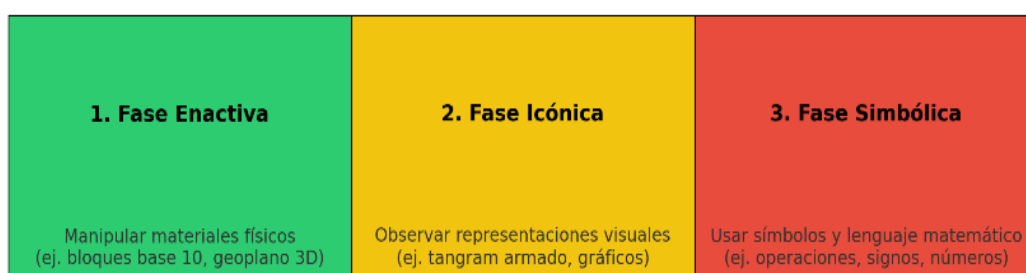 1. Fase Enactiva
2. Fase Icónica
3. Fase Simbólica
Manipular materiales físicos
(ej. bloques base 10, geoplano 3D)
Observar representaciones visuales
(ej. tangram armado, gráficos)
Usar símbolos y lenguaje matemático
(ej. operaciones, signos, números)